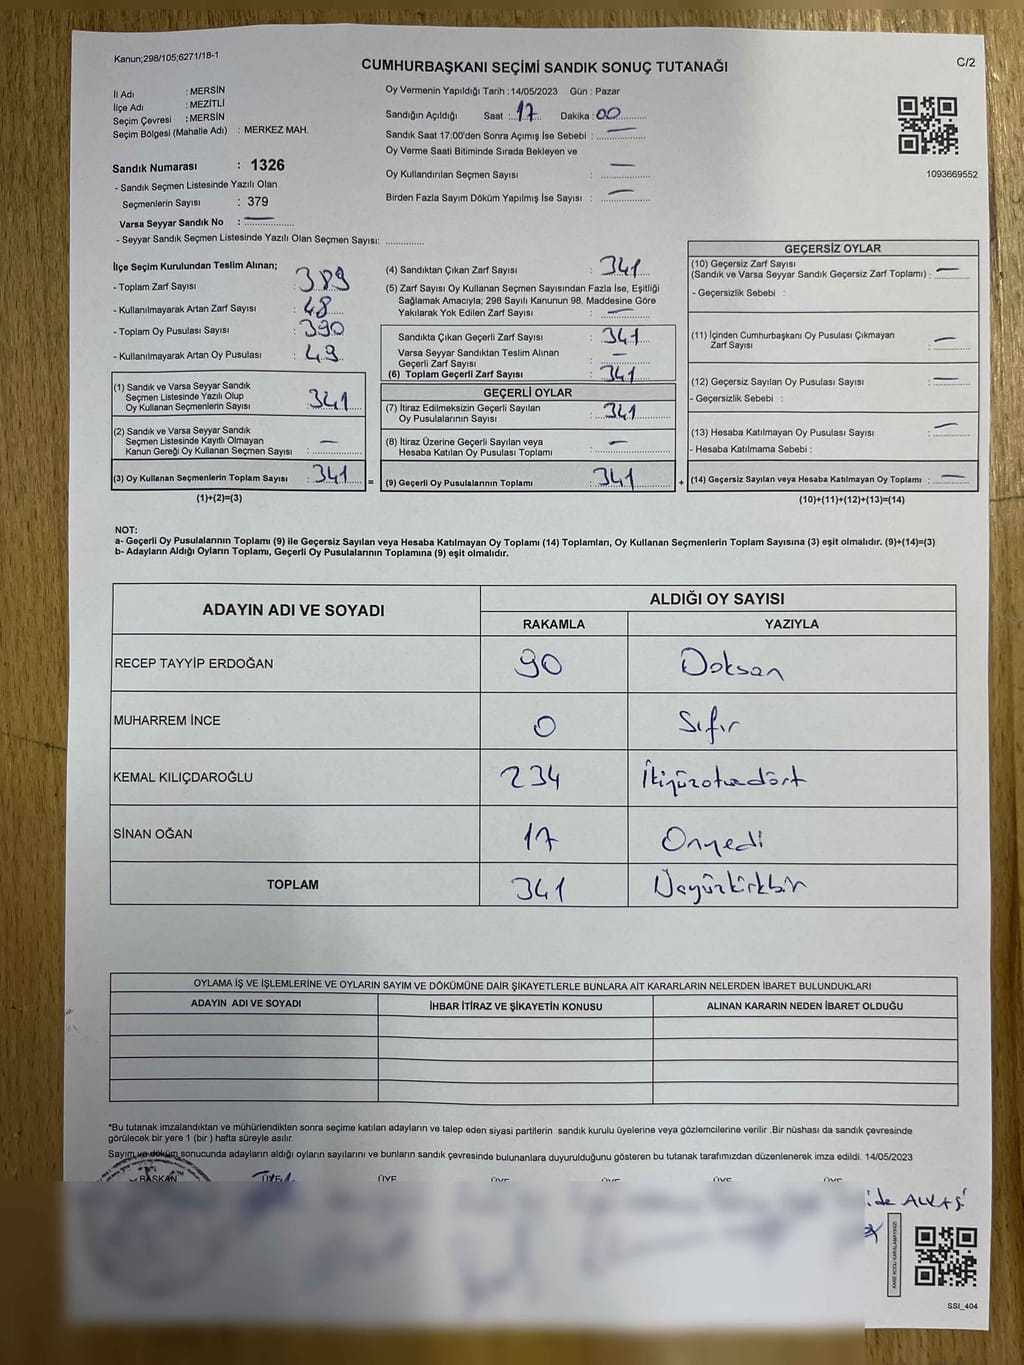 Kanun;298/105;6271/18-1
CUMHURBAŞKANI SEÇİMİ SANDIK SONUÇ TUTANAĞI
C/2
İl Adı : MERSİN
İlçe Adı : MEZİTLİ
Seçim Çevresi : MERSİN
Seçim Bölgesi (Mahalle Adı) : MERKEZ MAH.
Sandık Numarası : 1326
- Sandık Seçmen Listesinde Yazılı Olan
Seçmenlerin Sayısı : 379
Varsa Seyyar Sandık No : —
- Seyyar Sandık Seçmen Listesinde Yazılı Olan Seçmen Sayısı: ............
Oy Vermenin Yapıldığı Tarih : 14/05/2023 Gün : Pazar
Sandığın Açıldığı Saat : 17 Dakika : 00
Sandık Saat 17:00'den Sonra Açımış İse Sebebi : —
Oy Verme Saati Bitiminde Sırada Bekleyen ve
Oy Kullandırılan Seçmen Sayısı : —
Birden Fazla Sayım Döküm Yapılmış İse Sayısı : —
1093669552
İlçe Seçim Kurulundan Teslim Alınan;
- Toplam Zarf Sayısı : 389
- Kullanılmayarak Artan Zarf Sayısı : 48
- Toplam Oy Pusulası Sayısı : 390
- Kullanılmayarak Artan Oy Pusulası : 49
(1) Sandık ve Varsa Seyyar Sandık
Seçmen Listesinde Yazılı Olup
Oy Kullanan Seçmenlerin Sayısı : 341
(2) Sandık ve Varsa Seyyar Sandık
Seçmen Listesinde Kayıtlı Olmayan
Kanun Gereği Oy Kullanan Seçmen Sayısı : —
(3) Oy Kullanan Seçmenlerin Toplam Sayısı : 341 =
(1)+(2)=(3)
(4) Sandıktan Çıkan Zarf Sayısı : 341
(5) Zarf Sayısı Oy Kullanan Seçmen Sayısından Fazla İse, Eşitliği
Sağlamak Amacıyla; 298 Sayılı Kanunun 98. Maddesine Göre
Yakılarak Yok Edilen Zarf Sayısı : —
Sandıkta Çıkan Geçerli Zarf Sayısı : 341
Varsa Seyyar Sandıktan Teslim Alınan
Geçerli Zarf Sayısı : —
(6) Toplam Geçerli Zarf Sayısı : 341
GEÇERLİ OYLAR
(7) İtiraz Edilmeksizin Geçerli Sayılan
Oy Pusulalarının Sayısı : 341
(8) İtiraz Üzerine Geçerli Sayılan veya
Hesaba Katılan Oy Pusulası Toplamı : —
(9) Geçerli Oy Pusulalarının Toplamı : 341 +
GEÇERSİZ OYLAR
(10) Geçersiz Zarf Sayısı
(Sandık ve Varsa Seyyar Sandık Geçersiz Zarf Toplamı) : —
- Geçersizlik Sebebi :
(11) İçinden Cumhurbaşkanı Oy Pusulası Çıkmayan
Zarf Sayısı : —
(12) Geçersiz Sayılan Oy Pusulası Sayısı : —
- Geçersizlik Sebebi :
(13) Hesaba Katılmayan Oy Pusulası Sayısı : —
- Hesaba Katılmama Sebebi :
(14) Geçersiz Sayılan veya Hesaba Katılmayan Oy Toplamı : —
(10)+(11)+(12)+(13)=(14)
NOT:
a- Geçerli Oy Pusulalarının Toplamı (9) ile Geçersiz Sayılan veya Hesaba Katılmayan Oy Toplamı (14) Toplamları, Oy Kullanan Seçmenlerin Toplam Sayısına (3) eşit olmalıdır. (9)+(14)=(3)
b- Adayların Aldığı Oyların Toplamı, Geçerli Oy Pusulalarının Toplamına (9) eşit olmalıdır.
ADAYIN ADI VE SOYADI
ALDIĞI OY SAYISI
RAKAMLA YAZIYLA
RECEP TAYYİP ERDOĞAN 90 Doksan
MUHARREM İNCE 0 Sıfır
KEMAL KILIÇDAROĞLU 234 İkiyüzotuzdört
SİNAN OĞAN 17 Onyedi
TOPLAM 341 Üçyüzkırkbir
OYLAMA İŞ VE İŞLEMLERİNE VE OYLARIN SAYIM VE DÖKÜMÜNE DAİR ŞİKAYETLERLE BUNLARA AİT KARARLARIN NELERDEN İBARET BULUNDUKLARI
ADAYIN ADI VE SOYADI İHBAR İTİRAZ VE ŞİKAYETİN KONUSU ALINAN KARARIN NEDEN İBARET OLDUĞU
*Bu tutanak imzalandıktan ve mühürlendikten sonra seçime katılan adayların ve talep eden siyasi partilerin sandık kurulu üyelerine veya gözlemcilerine verilir .Bir nüshası da sandık çevresinde
görülecek bir yere 1 (bir ) hafta süreyle asılır.
Sayım ve döküm sonucunda adayların aldığı oyların sayılarını ve bunların sandık çevresinde bulunanlara duyurulduğunu gösteren bu tutanak tarafımızdan düzenlenerek imza edildi. 14/05/2023
BAŞKAN ÜYE ÜYE ÜYE ÜYE ÜYE
SSI_404